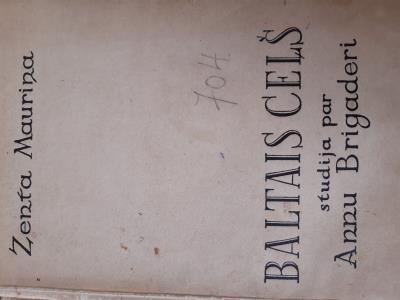 Zenta Mauriņa
704
BALTAIS CEĻŠ
studija par
Annu Brigaderi